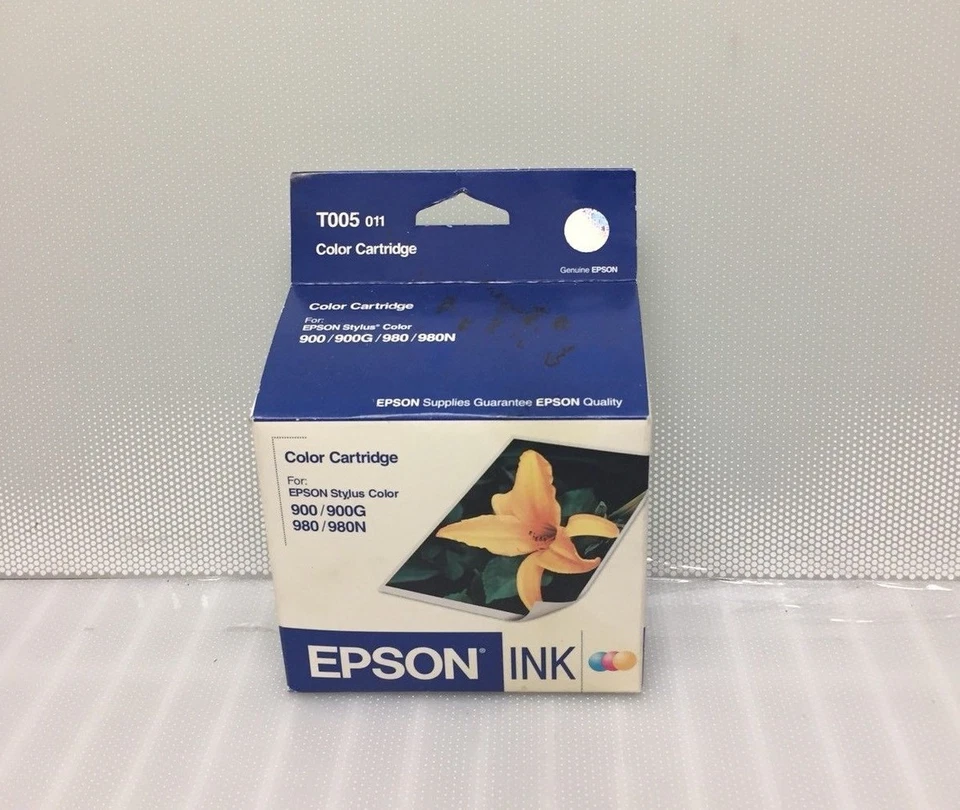 T005 011
Color Cartridge
Genuine EPSON
Color Cartridge
For:
EPSON Stylus® Color
900/900G/980/980N
EPSON Supplies Guarantee EPSON Quality
Color Cartridge
For:
EPSON Stylus Color
900/900G
980/980N
EPSON® INK